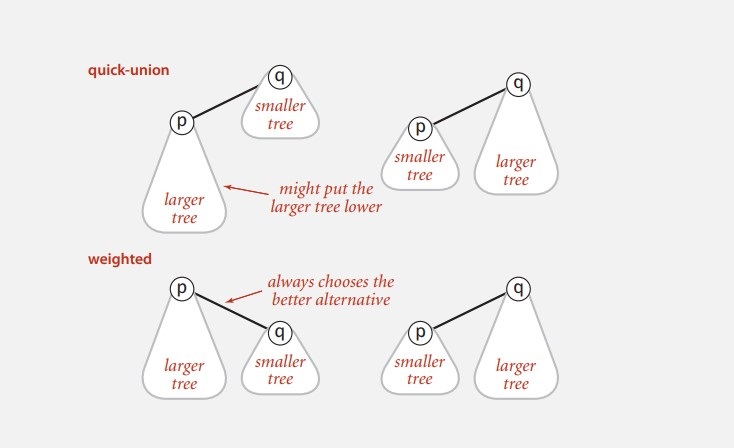 quick-union
q
smaller
tree
p
larger
tree
might put the
larger tree lower
q
p
smaller
tree
larger
tree
weighted
p
always chooses the
better alternative
q
larger
tree
smaller
tree
q
p
smaller
tree
larger
tree